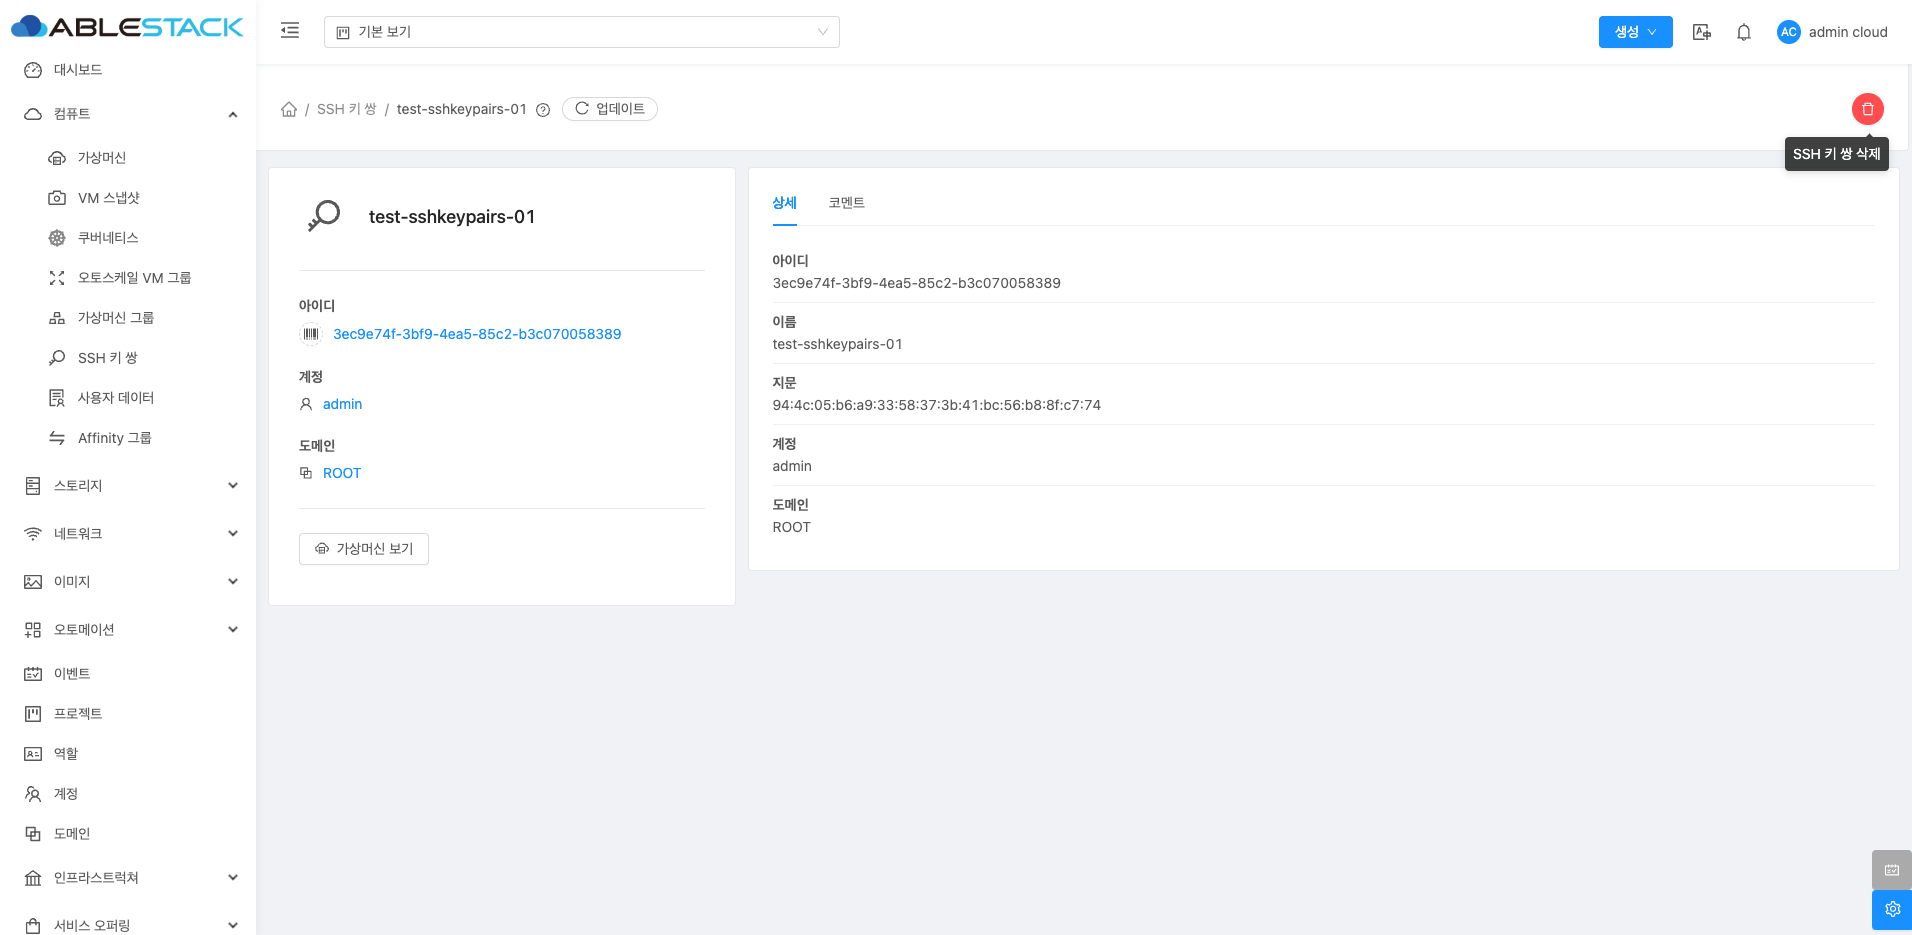 ABLESTACK
기본 보기
생성
AC
admin cloud
대시보드
컴퓨트
가상머신
VM 스냅샷
쿠버네티스
오토스케일 VM 그룹
가상머신 그룹
SSH 키 쌍
사용자 데이터
Affinity 그룹
스토리지
네트워크
이미지
오토메이션
이벤트
프로젝트
역할
계정
도메인
인프라스트럭쳐
서비스 오퍼링
/ SSH 키 쌍 / test-sshkeypairs-01
업데이트
SSH 키 쌍 삭제
test-sshkeypairs-01
아이디
3ec9e74f-3bf9-4ea5-85c2-b3c070058389
계정
admin
도메인
ROOT
가상머신 보기
상세
코멘트
아이디
3ec9e74f-3bf9-4ea5-85c2-b3c070058389
이름
test-sshkeypairs-01
지문
94:4c:05:b6:a9:33:58:37:3b:41:bc:56:b8:8f:c7:74
계정
admin
도메인
ROOT